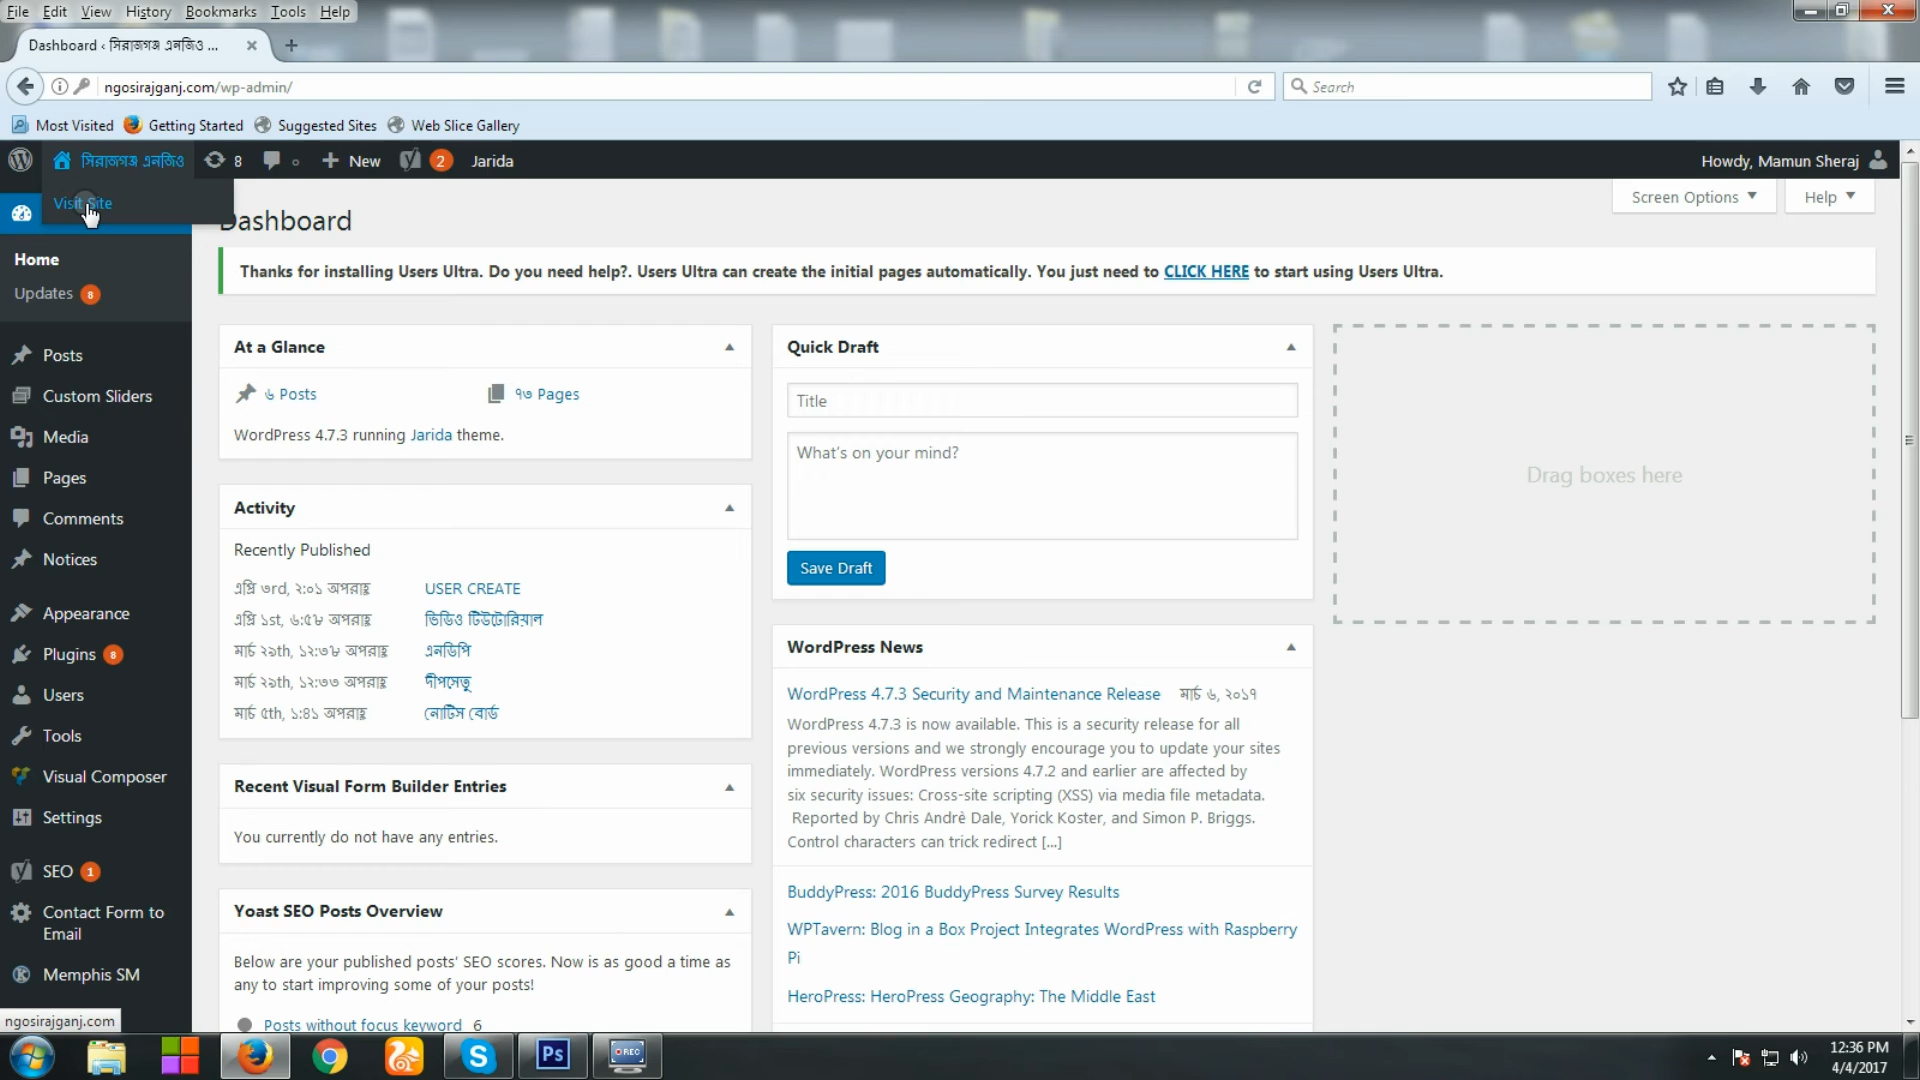 File Edit View History Bookmarks Tools Help
Dashboard ‹ সিরাজগঞ্জ এনজিও ...
ngosirajganj.com/wp-admin/
Search
Most Visited Getting Started Suggested Sites Web Slice Gallery
সিরাজগঞ্জ এনজিও 8 ০ New 2 Jarida Howdy, Mamun Sheraj
Visit Site
Screen Options Help
Dashboard
Home
Updates 8
Posts
Custom Sliders
Media
Pages
Comments
Notices
Appearance
Plugins 8
Users
Tools
Visual Composer
Settings
SEO 1
Contact Form to
Email
Memphis SM
ngosirajganj.com
Thanks for installing Users Ultra. Do you need help?. Users Ultra can create the initial pages automatically. You just need to CLICK HERE to start using Users Ultra.
At a Glance
৬ Posts ৭৩ Pages
WordPress 4.7.3 running Jarida theme.
Activity
Recently Published
এপ্রি ৩rd, ২:০১ অপরাহ্ণ USER CREATE
এপ্রি 1st, ৬:৫৮ অপরাহ্ণ ভিডিও টিউটোরিয়াল
মার্চ ২৯th, ১২:৩৮ অপরাহ্ণ এনডিপি
মার্চ ২৯th, ১২:৩৩ অপরাহ্ণ দীপসেতু
মার্চ ৫th, ১:৪১ অপরাহ্ণ নোটিস বোর্ড
Recent Visual Form Builder Entries
You currently do not have any entries.
Yoast SEO Posts Overview
Below are your published posts' SEO scores. Now is as good a time as
any to start improving some of your posts!
Posts without focus keyword 6
Quick Draft
Title
What's on your mind?
Save Draft
WordPress News
WordPress 4.7.3 Security and Maintenance Release মার্চ ৬, ২০১৭
WordPress 4.7.3 is now available. This is a security release for all
previous versions and we strongly encourage you to update your sites
immediately. WordPress versions 4.7.2 and earlier are affected by
six security issues: Cross-site scripting (XSS) via media file metadata.
Reported by Chris Andrè Dale, Yorick Koster, and Simon P. Briggs.
Control characters can trick redirect [...]
BuddyPress: 2016 BuddyPress Survey Results
WPTavern: Blog in a Box Project Integrates WordPress with Raspberry
Pi
HeroPress: HeroPress Geography: The Middle East
Drag boxes here
Ps
REC
12:36 PM
4/4/2017